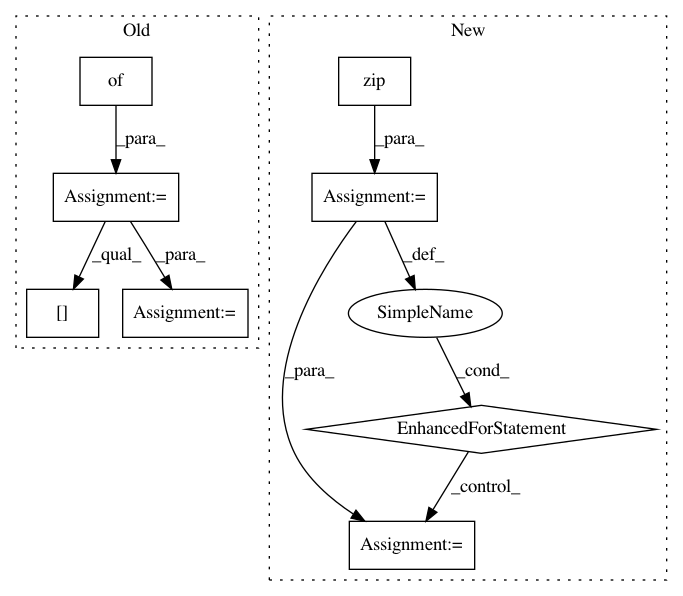 Old
New
of
zip
_para_
_para_
Assignment:=
Assignment:=
_qual_
_para_
_def_
[]
Assignment:=
SimpleName
_para_
_cond_
EnhancedForStatement
_control_
Assignment:=